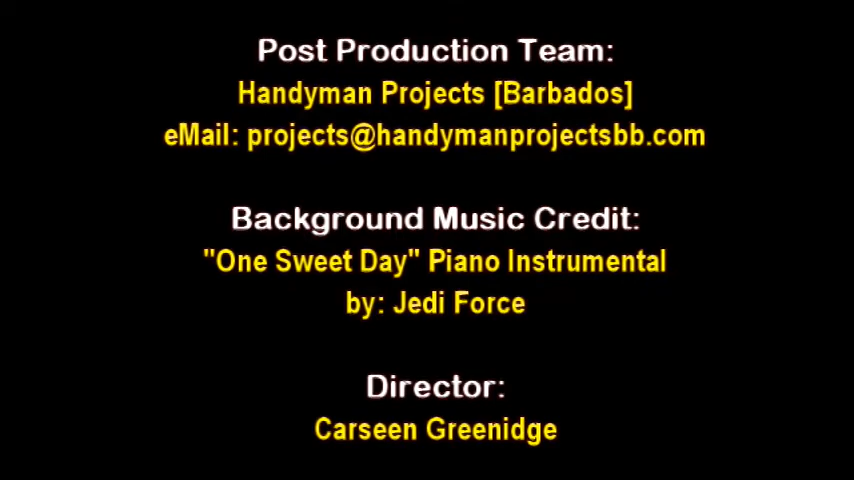 Post Production Team:
Handyman Projects [Barbados]
eMail: projects@handymanprojectsbb.com
Background Music Credit:
"One Sweet Day" Piano Instrumental
by: Jedi Force
Director:
Carseen Greenidge